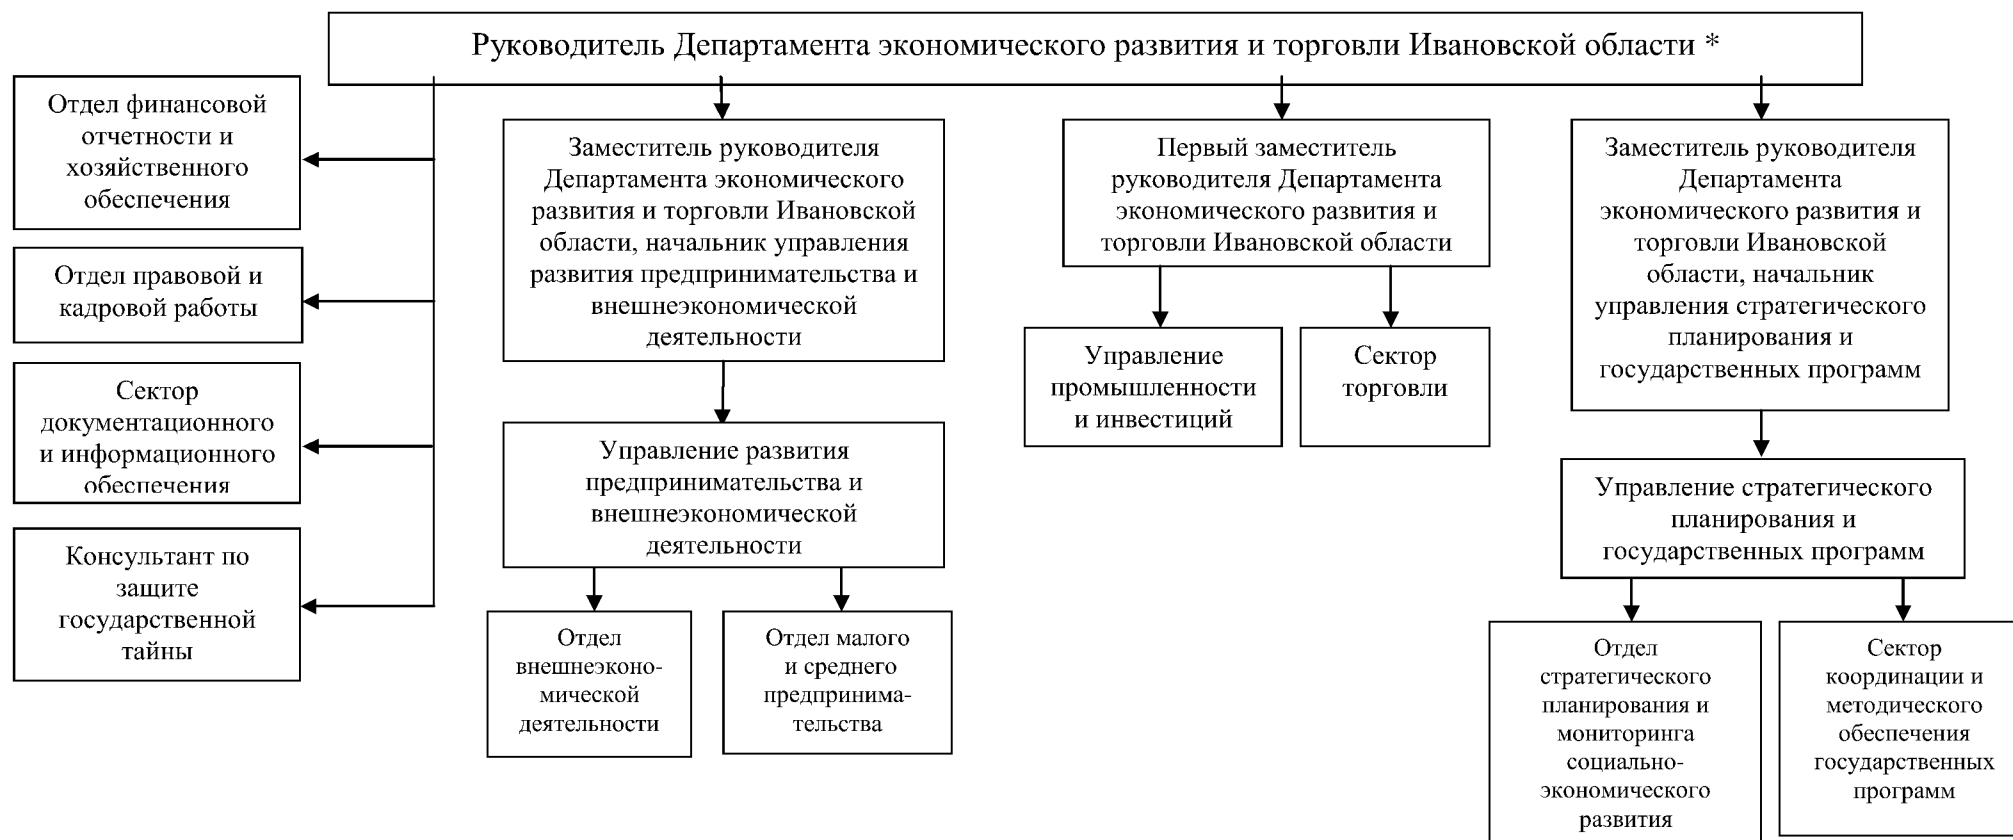 Руководитель Департамента экономического развития и торговли Ивановской области *
Отдел финансовой
отчетности и
хозяйственного
обеспечения
Отдел правовой и
кадровой работы
Сектор
документационного
и информационного
обеспечения
Консультант по
защите
государственной
тайны
Заместитель руководителя
Департамента экономического
развития и торговли Ивановской
области, начальник управления
развития предпринимательства и
внешнеэкономической
деятельности
Управление развития
предпринимательства и
внешнеэкономической
деятельности
Отдел
внешнеэконо-
мической
деятельности
Отдел малого
и среднего
предпринима-
тельства
Первый заместитель
руководителя Департамента
экономического развития и
торговли Ивановской области
Управление
промышленности
и инвестиций
Сектор
торговли
Заместитель руководителя
Департамента
экономического развития и
торговли Ивановской
области, начальник
управления стратегического
планирования и
государственных программ
Управление стратегического
планирования и
государственных программ
Отдел
стратегического
планирования и
мониторинга
социально-
экономического
развития
Сектор
координации и
методического
обеспечения
государственных
программ